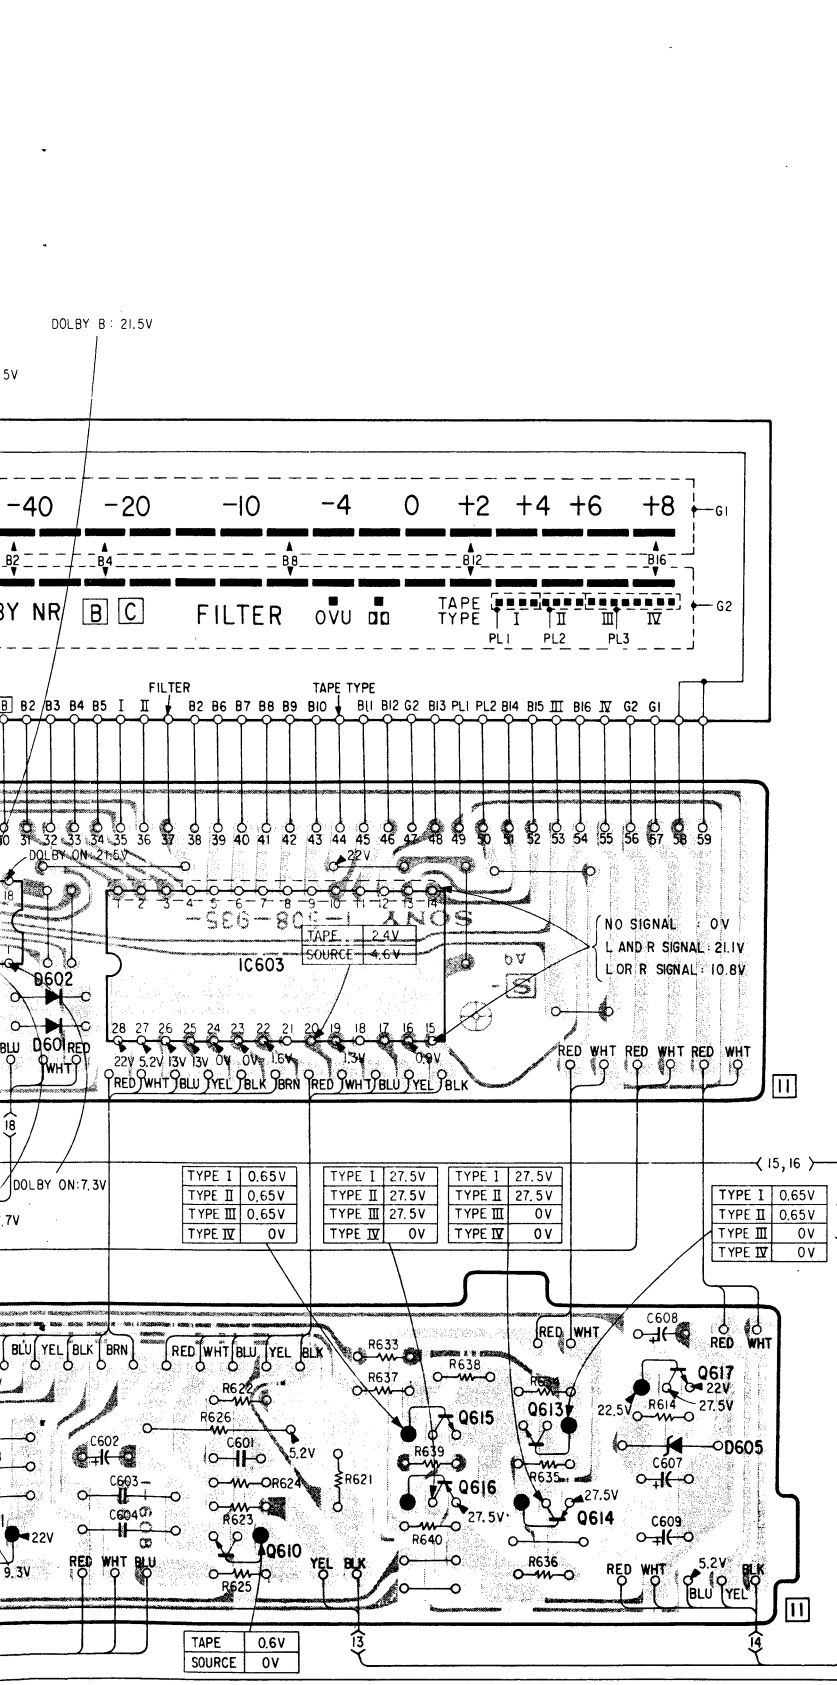 DOLBY B : 21.5V
5V
-40 -20 -10 -4 0 +2 +4 +6 +8
G1
B2 B4 B8 B12 B16
BY NR B C FILTER OVU TAPE TYPE I II III IV
G2
PL1 PL2 PL3
FILTER TAPE TYPE
B B2 B3 B4 B5 I II B2 B6 B7 B8 B9 B10 B11 B12 G2 B13 PL1 PL2 B14 B15 III B16 IV G2 G1
31 32 33 34 35 36 37 38 39 40 41 42 43 44 45 46 47 48 49 50 51 52 53 54 55 56 57 58 59
DOLBY ON: 21.5V
22V
18
1 2 3 4 5 6 7 8 9 10 11 12 13 14
SONY 1-508-935-
TAPE 2.4V
SOURCE 4.6V
NO SIGNAL : 0V
L AND R SIGNAL: 21.1V
L OR R SIGNAL: 10.8V
IC603
S
D602
D601
28 27 26 25 24 23 22 21 20 19 18 17 16 15
22V 5.2V 13V 13V 0V 0V 1.6V 1.3V 0.9V
BLU WHT RED
RED WHT RED WHT RED WHT
RED WHT BLU YEL BLK BRN RED WHT BLU YEL BLK
11
18
15, 16
DOLBY ON: 7.3V
.7V
TYPE I 0.65V
TYPE II 0.65V
TYPE III 0.65V
TYPE IV 0V
TYPE I 27.5V
TYPE II 27.5V
TYPE III 27.5V
TYPE IV 0V
TYPE I 27.5V
TYPE II 27.5V
TYPE III 0V
TYPE IV 0V
TYPE I 0.65V
TYPE II 0.65V
TYPE III 0V
TYPE IV 0V
C608
RED WHT RED WHT
BLU YEL BLK BRN RED WHT BLU YEL BLK
R633
R638
R637
R622
Q617
22V
27.5V
22.5V
R614
Q613
Q615
R626
5.2V
C602
C601
R639
R635
D605
C607
R624
R621
C603
Q616
27.5V
27.5V
Q614
R623
C604
608
R640
C609
22V
9.3V
Q610
R625
R636
RED WHT BLU YEL BLK RED WHT 5.2V BLU YEL BLK
11
13
14
TAPE 0.6V
SOURCE 0V